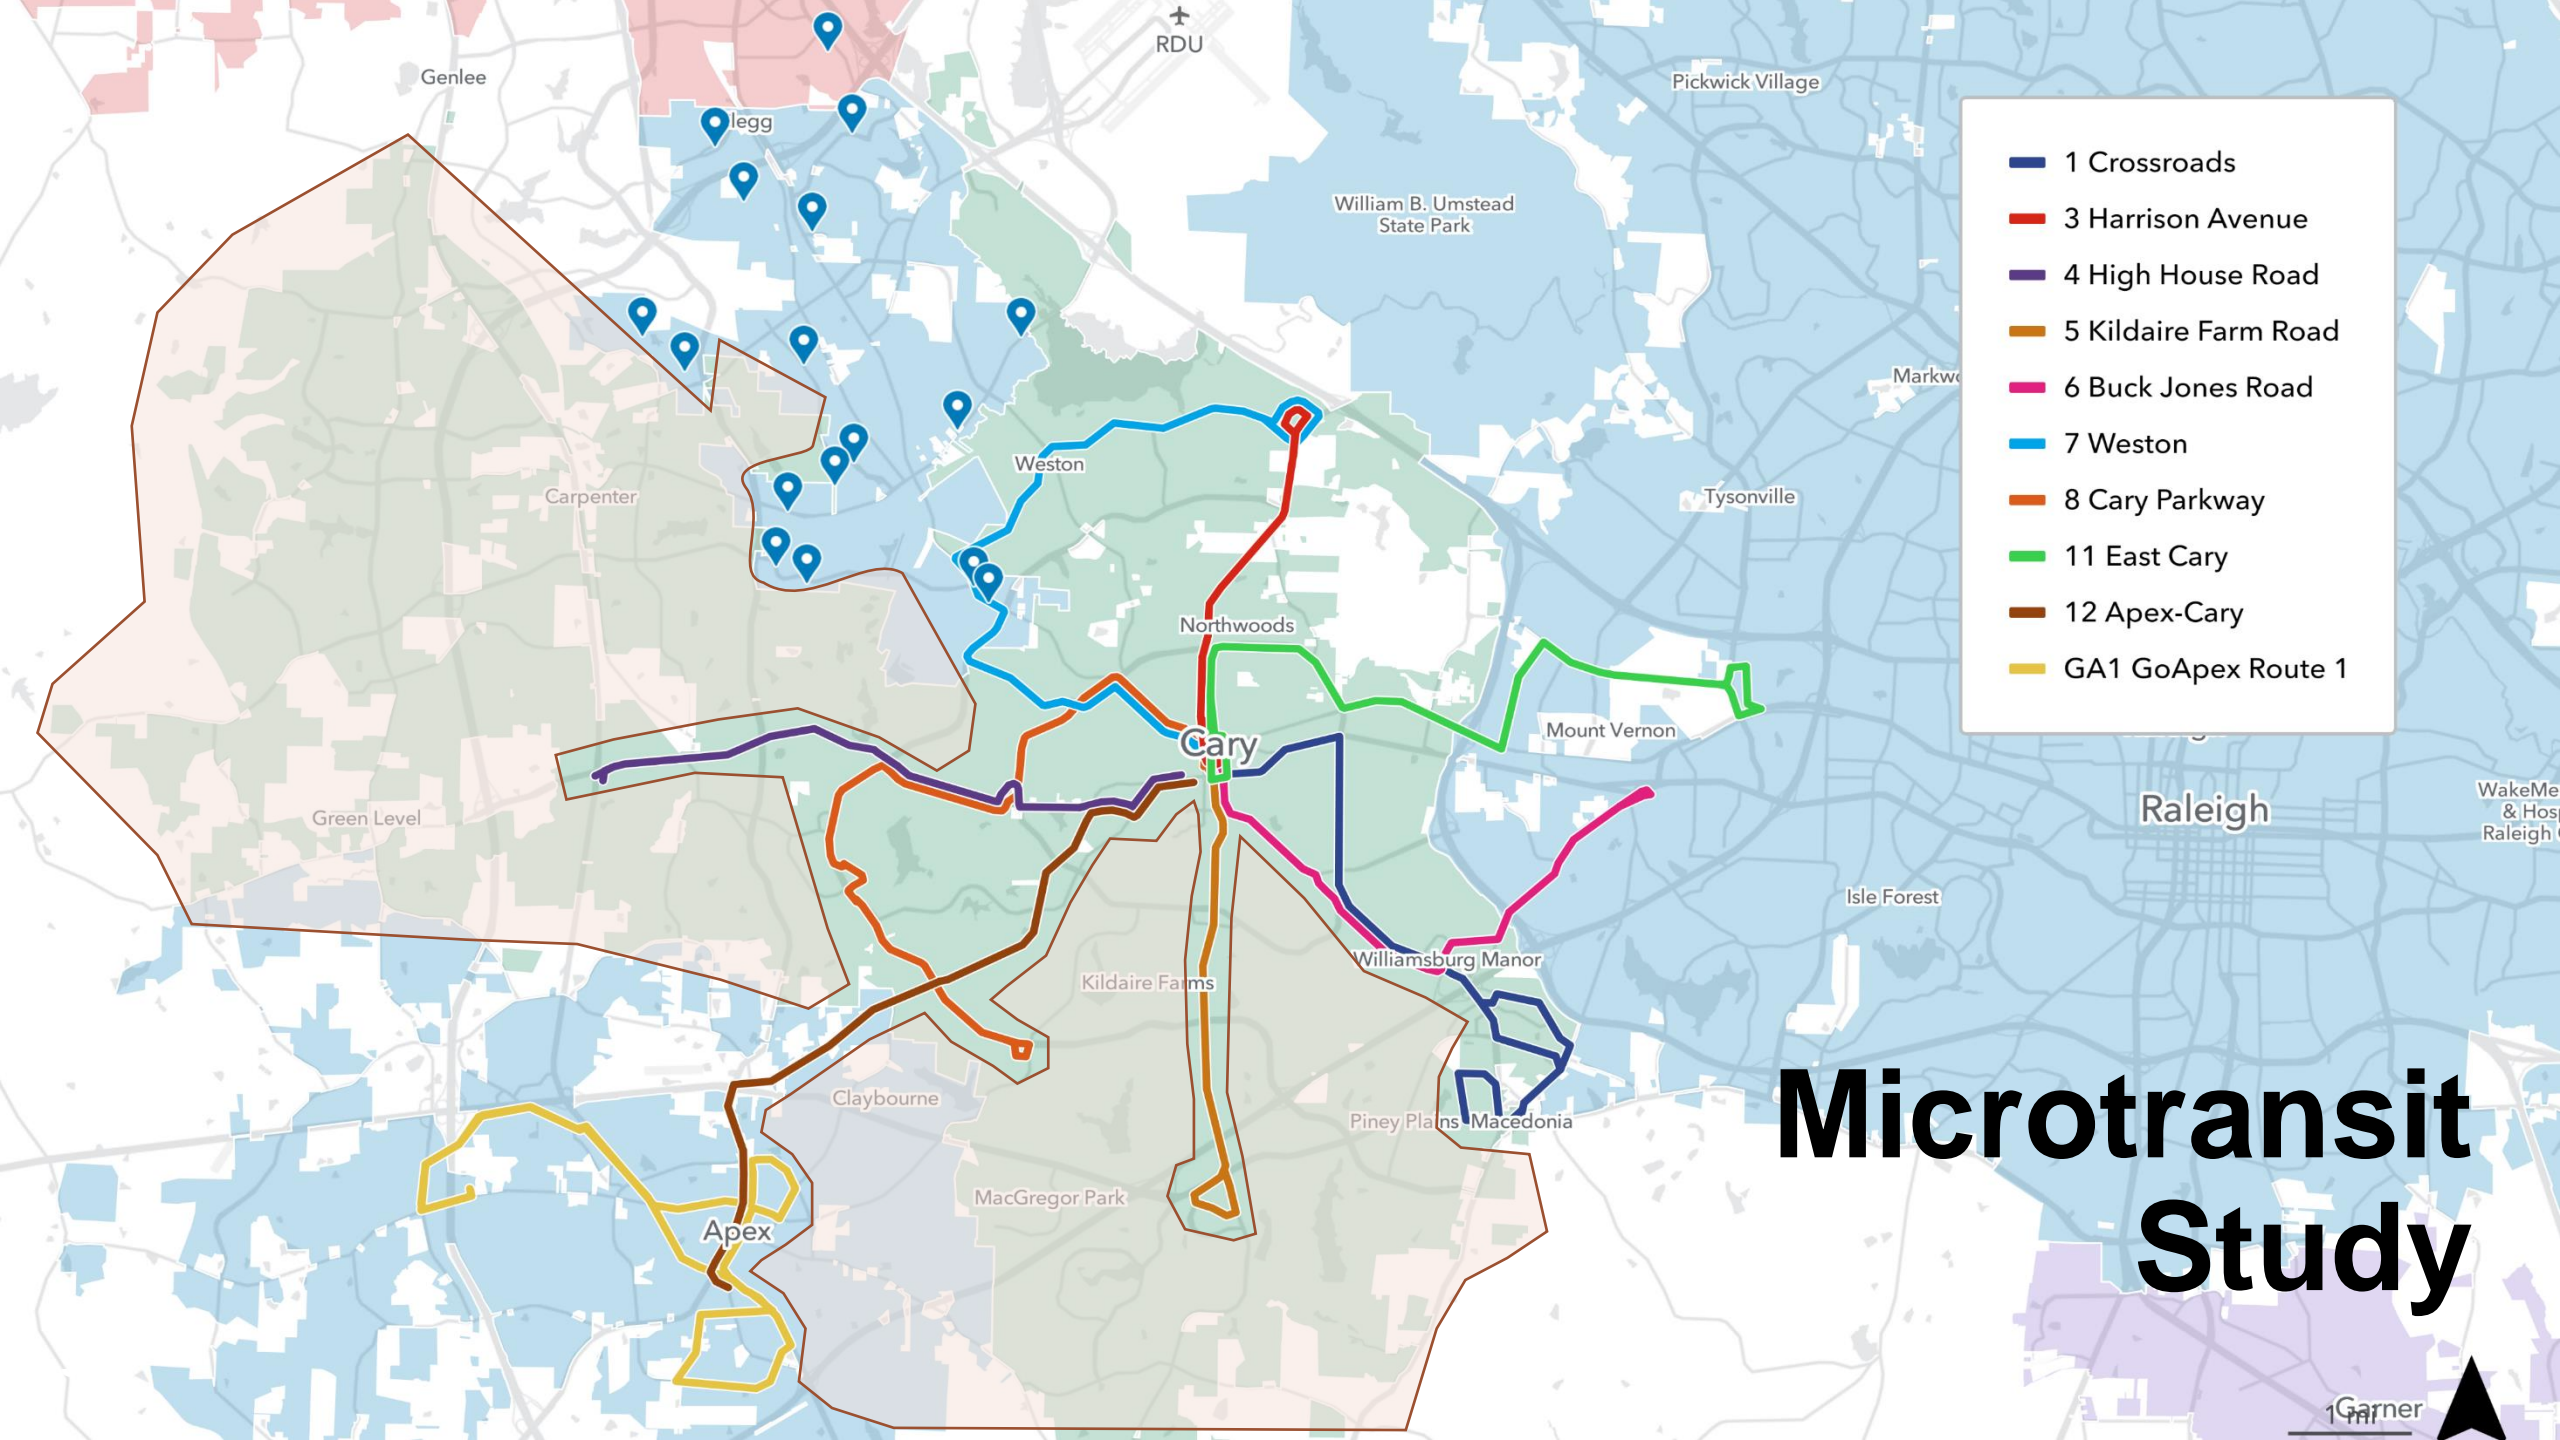 RDU
Genlee
Pickwick Village
legg
1 Crossroads
William B. Umstead
State Park
3 Harrison Avenue
4 High House Road
5 Kildaire Farm Road
6 Buck Jones Road
7 Weston
Weston
Carpenter
Tysonville
8 Cary Parkway
11 East Cary
12 Apex-Cary
Northwoods
GA1 GoApex Route 1
Mount Vernon
Cary
WakeMe
& Hosp
Raleigh
Raleigh
Green Level
Isle Forest
Williamsburg Manor
Kildaire Farms
Claybourne
Piney Plains
Macedonia
Microtransit
Study
MacGregor Park
Apex
Garner
1 mi